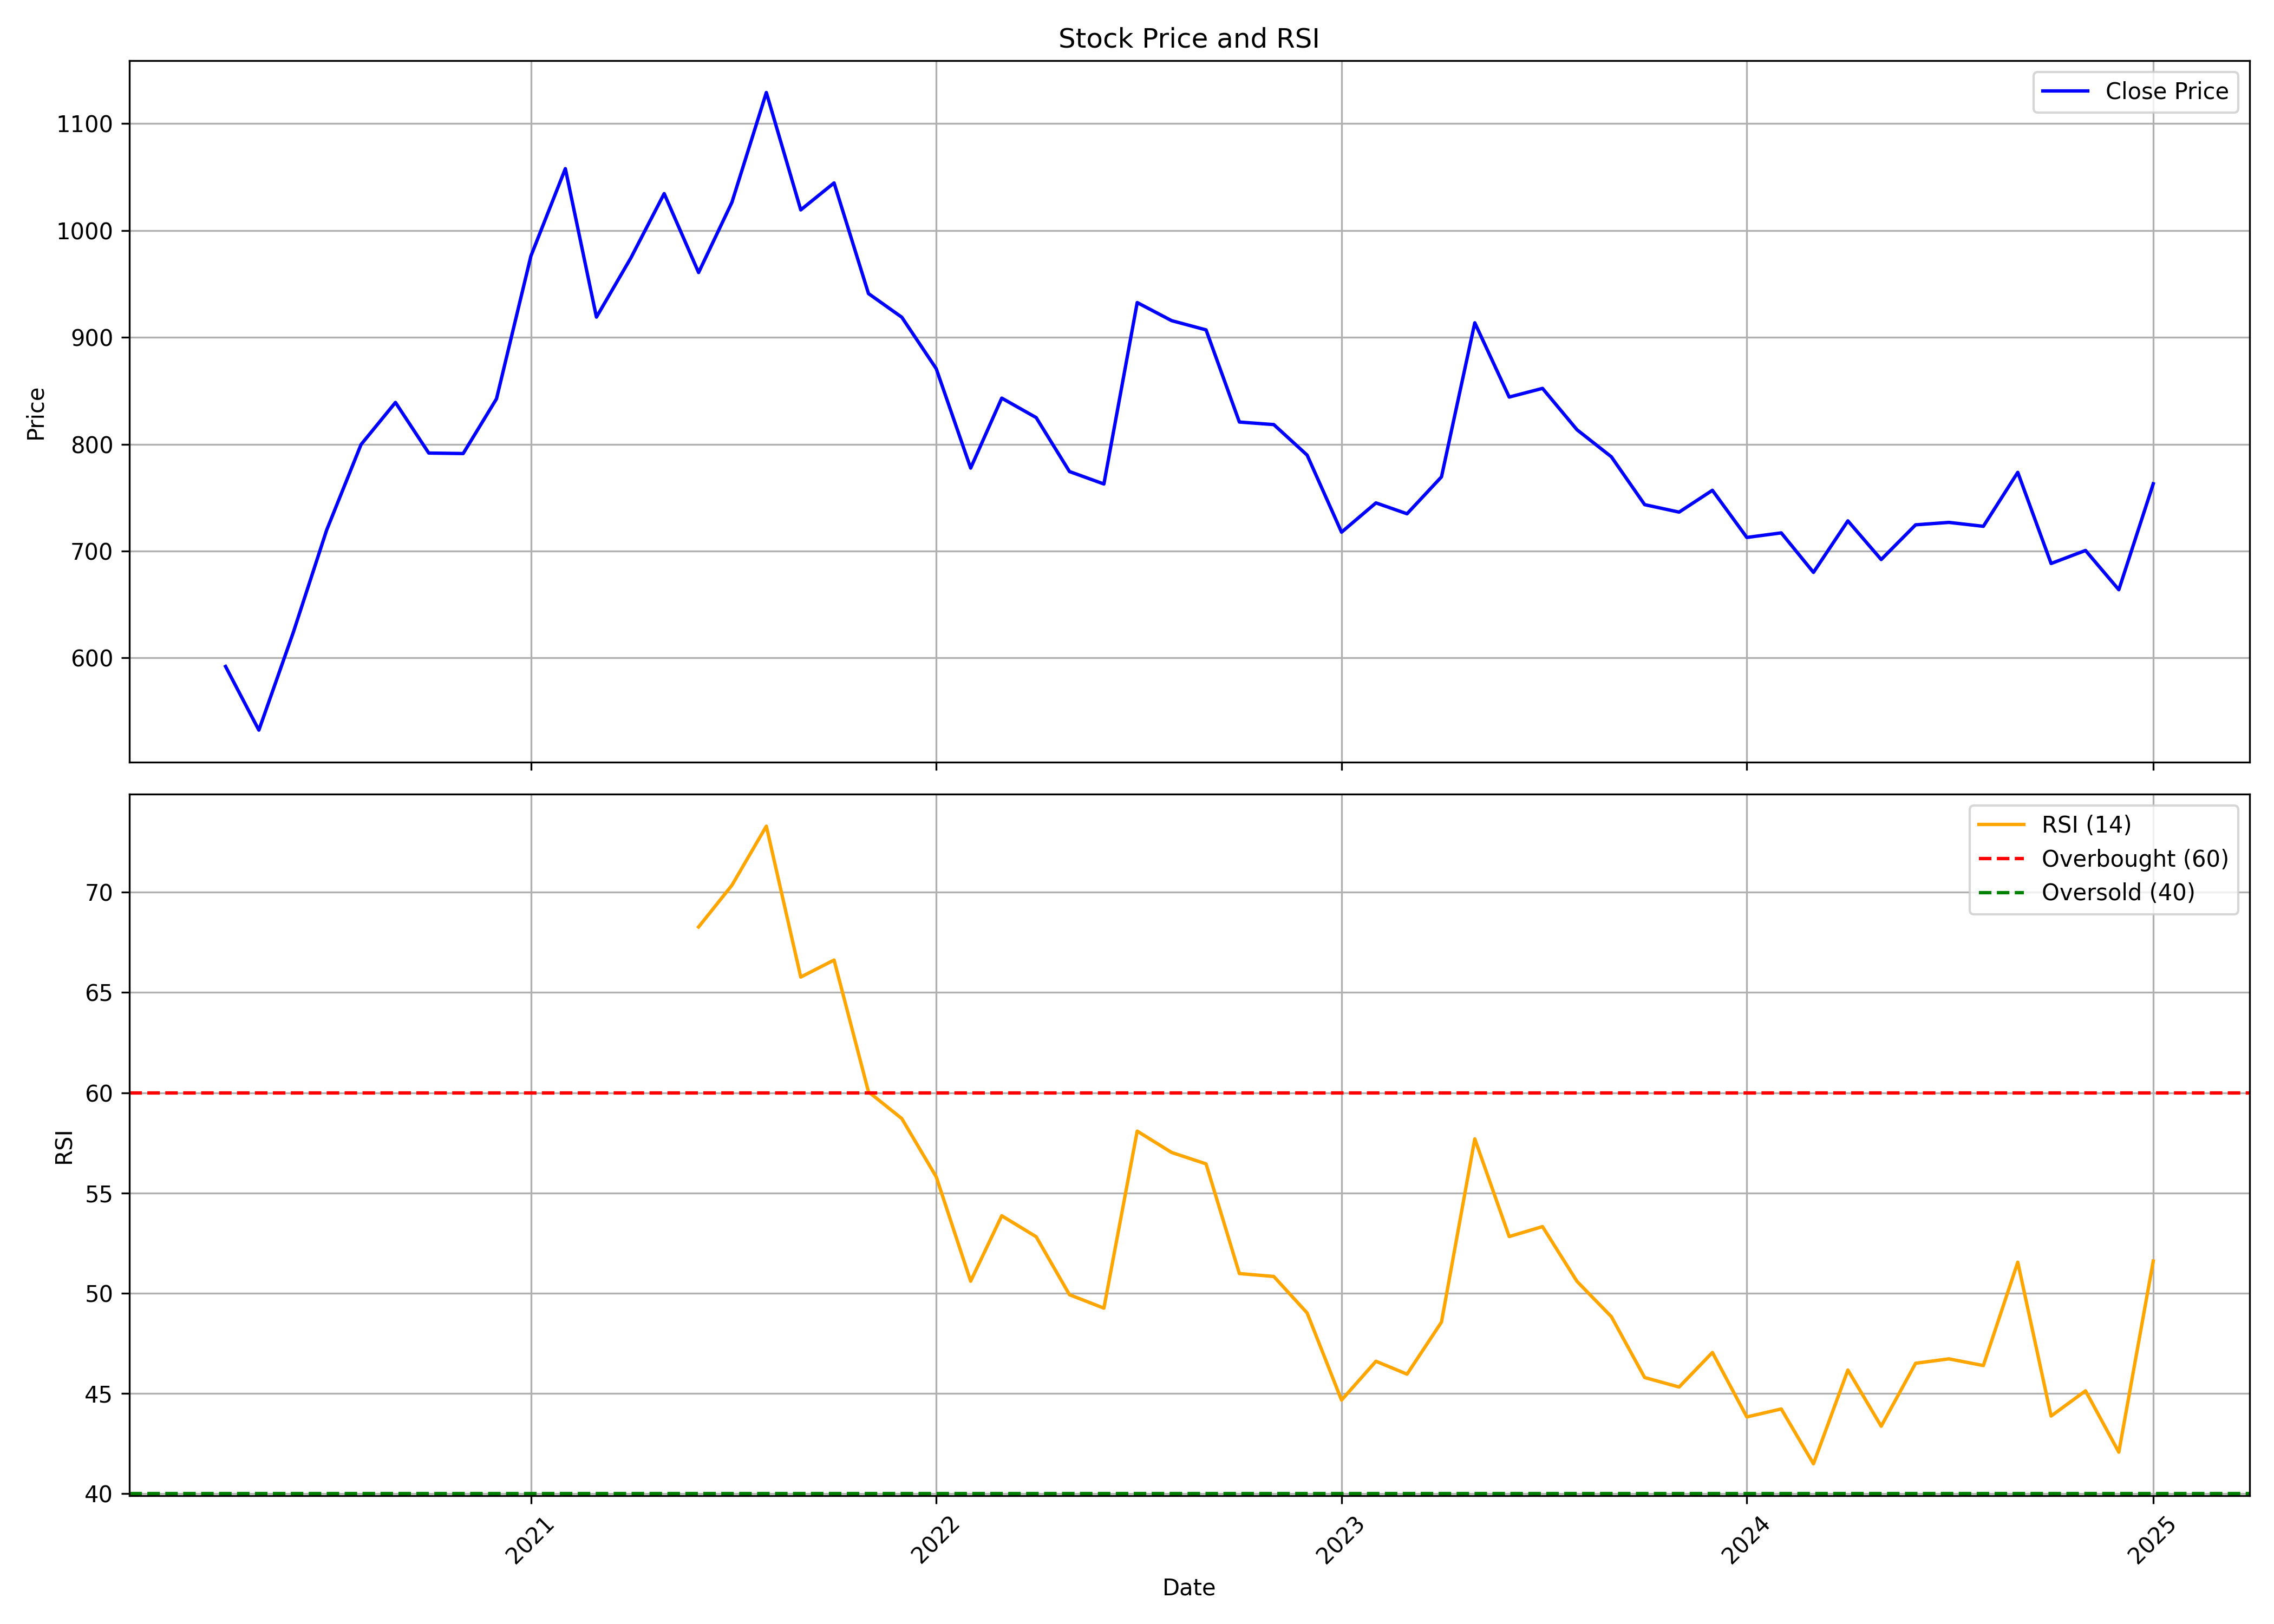 Stock Price and RSI
Close Price
1100
1000
900
800
700
600
Price
RSI (14)
Overbought (60)
Oversold (40)
70
65
60
55
50
45
40
RSI
2021
2022
2023
2024
2025
Date